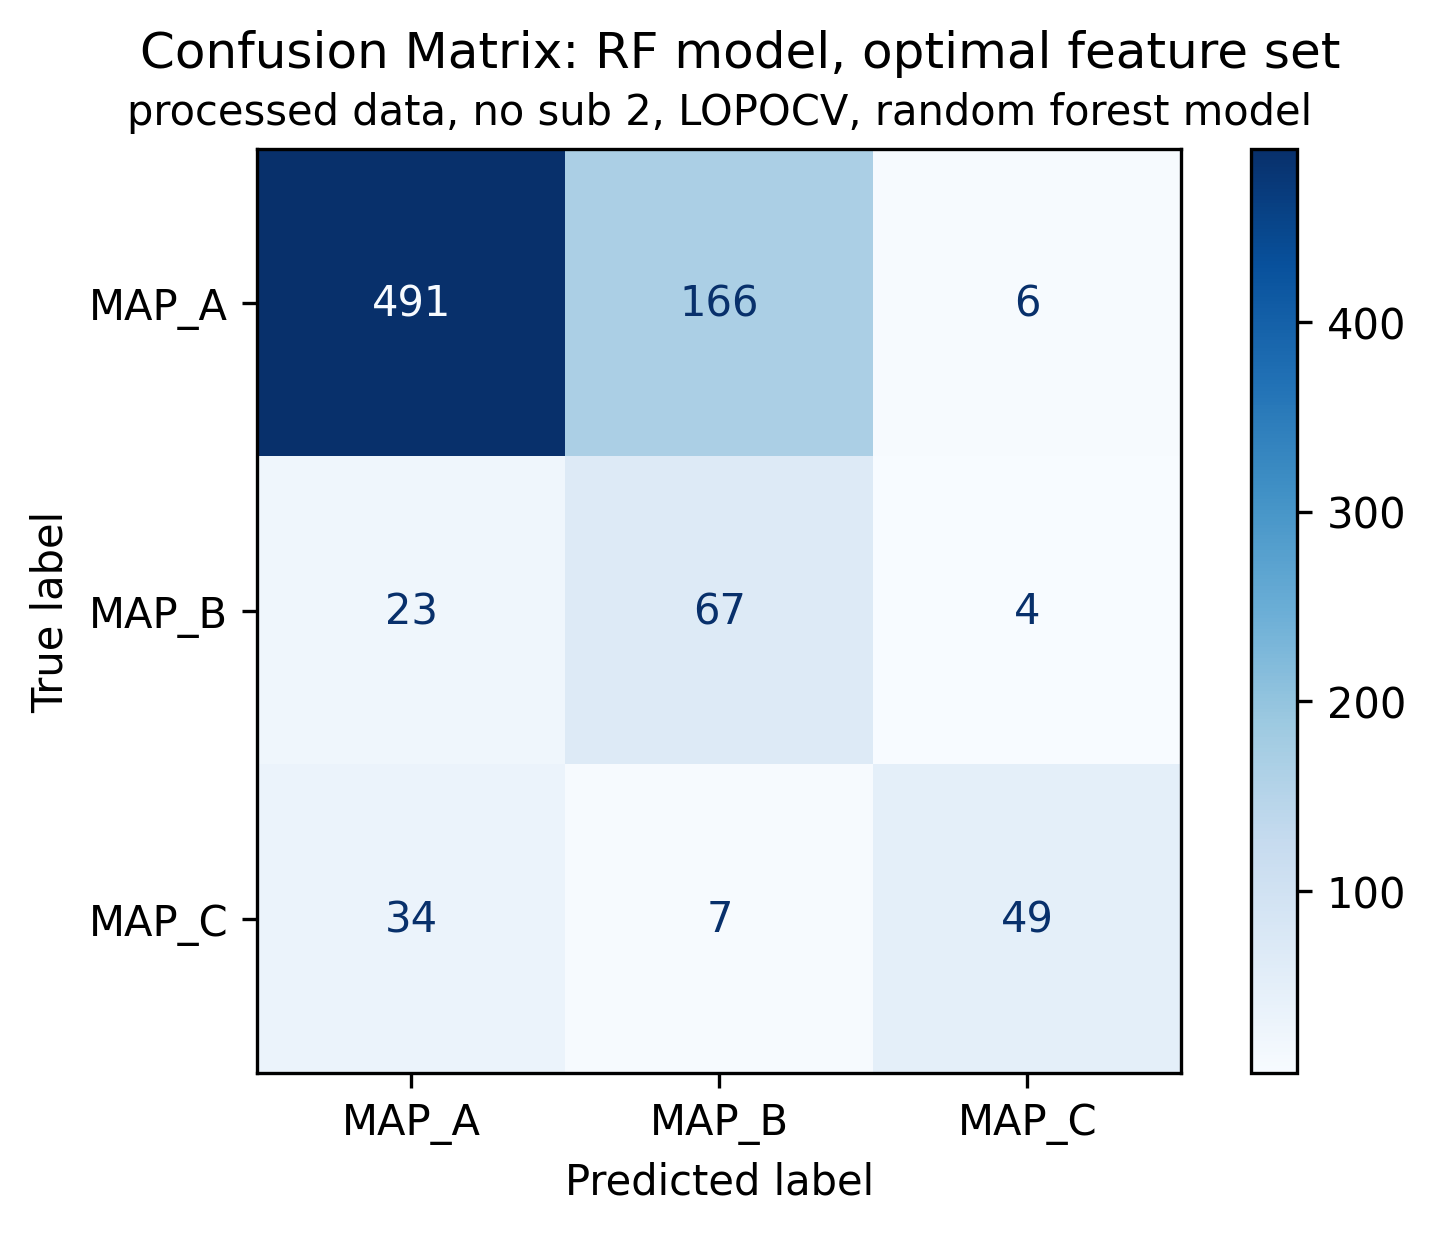 Confusion Matrix: RF model, optimal feature set
processed data, no sub 2, LOPOCV, random forest model
True label
MAP_A
491
166
6
MAP_B
23
67
4
MAP_C
34
7
49
MAP_A
MAP_B
MAP_C
Predicted label
400
300
200
100